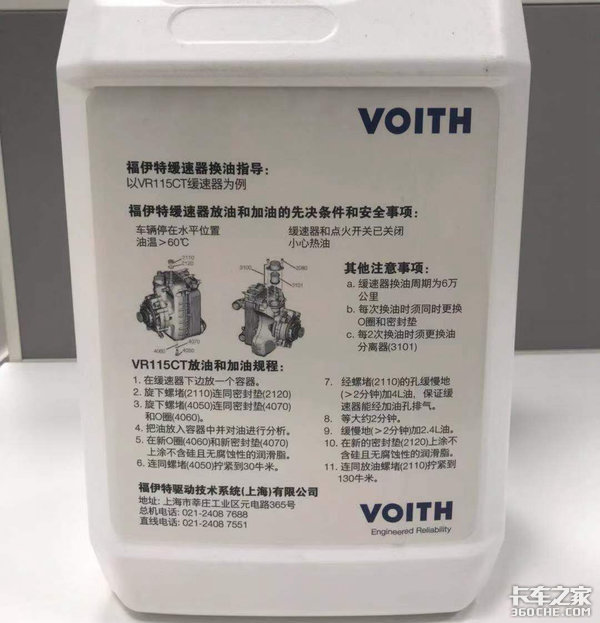 VOITH
福伊特缓速器换油指导:
以VR115CT缓速器为例
福伊特缓速器放油和加油的先决条件和安全事项:
车辆停在水平位置
油温>60℃
缓速器和点火开关已关闭
小心热油
2110
2120
4070
4060
4050
3100
2080
3101
其他注意事项:
a. 缓速器换油周期为6万
公里
b. 每次换油时须同时更换
O圈和密封垫
c. 每2次换油时须更换油
分离器(3101)
VR115CT放油和加油规程:
1. 在缓速器下边放一个容器。
2. 旋下螺堵(2110)连同密封垫(2120)
3. 旋下螺堵(4050)连同密封垫(4070)
和O圈(4060)。
4. 把油放入容器中并对油进行分析。
5. 在新O圈(4060)和新密封垫(4070)
上涂不含硅且无腐蚀性的润滑脂。
6. 连同螺堵(4050)拧紧到30牛米。
7. 经螺堵(2110)的孔缓慢地
(>2分钟)加4L油，保证缓
速器能经加油孔排气。
8. 等大约2分钟。
9. 缓慢地(>2分钟)加2.4L油。
10. 在新的密封垫(2120)上涂不
含硅且无腐蚀性的润滑脂。
11. 连同放油螺堵(2110)拧紧到
130牛米。
福伊特驱动技术系统(上海)有限公司
地址: 上海市莘庄工业区元电路365号
总机电话: 021-2408 7688
直线电话: 021-2408 7551
VOITH
Engineered Reliability
卡车之家
360che.com